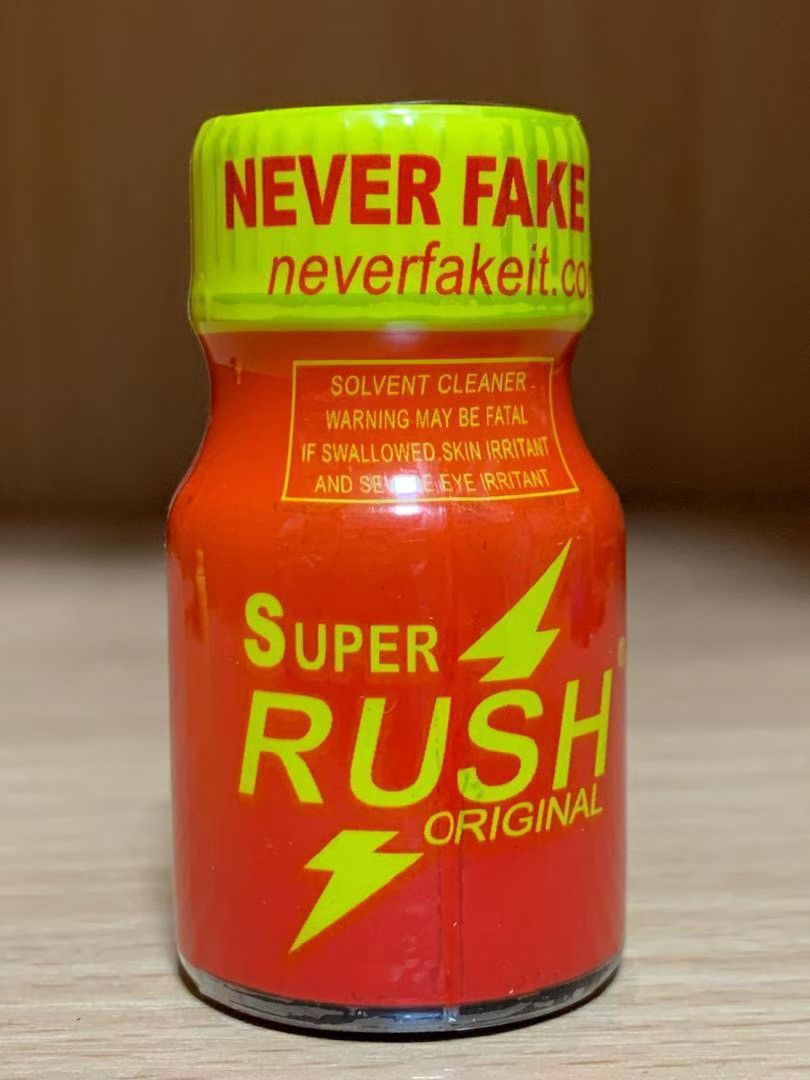 NEVER FAKE
neverfakeit.co
SOLVENT CLEANER
WARNING MAY BE FATAL
IF SWALLOWED.SKIN IRRITANT
AND SEVERE EYE IRRITANT
SUPER
RUSH
ORIGINAL